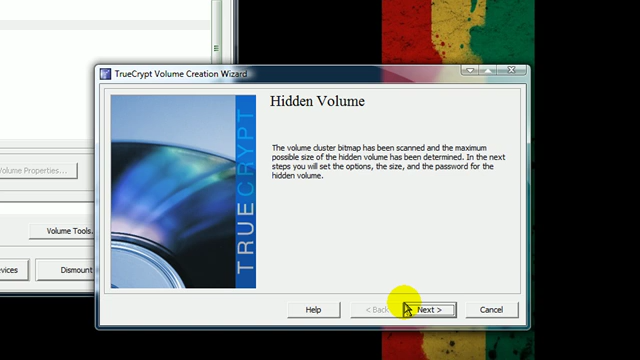 TrueCrypt Volume Creation Wizard
TRUECRYPT
Hidden Volume
The volume cluster bitmap has been scanned and the maximum
possible size of the hidden volume has been determined. In the next
steps you will set the options, the size, and the password for the
hidden volume.
Volume Properties...
Volume Tools.
Dismount
Help
< Back
Next >
Cancel